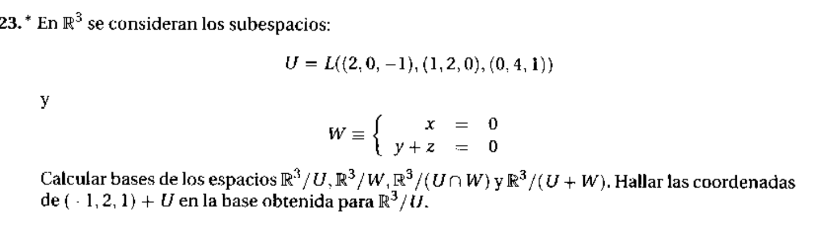 23.* En ℝ³ se consideran los subespacios:
U = L((2, 0, −1), (1, 2, 0), (0, 4, 1))
y
W ≡ { x = 0
y + z = 0
Calcular bases de los espacios ℝ³/U, ℝ³/W, ℝ³/(U ∩ W) y ℝ³/(U + W). Hallar las coordenadas
de (-1, 2, 1) + U en la base obtenida para ℝ³/U.